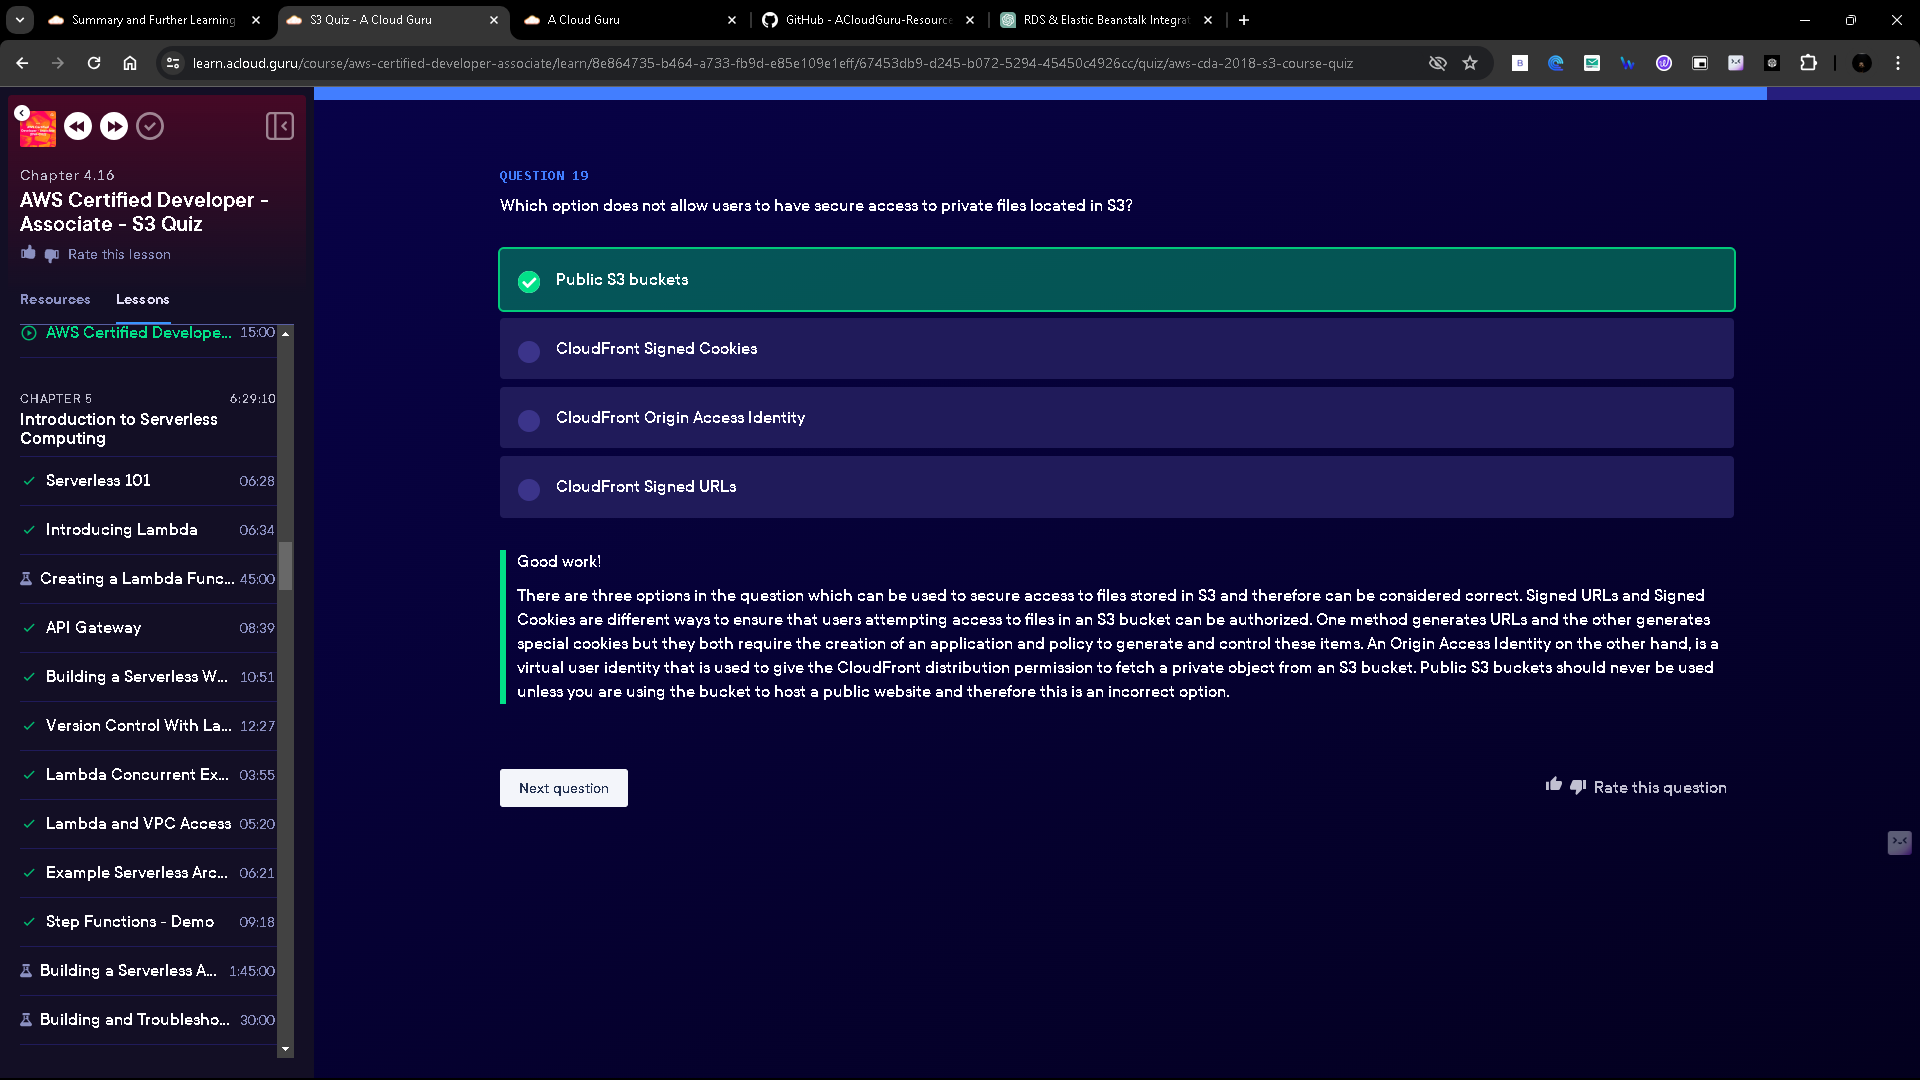 Summary and Further Learning
S3 Quiz - A Cloud Guru
A Cloud Guru
GitHub - ACloudGuru-Resource
RDS & Elastic Beanstalk Integrat
learn.acloud.guru/course/aws-certified-developer-associate/learn/8e864735-b464-a733-fb9d-e85e109e1eff/67453db9-d245-b072-5294-45450c4926cc/quiz/aws-cda-2018-s3-course-quiz
Chapter 4.16
AWS Certified Developer -
Associate - S3 Quiz
Rate this lesson
Resources
Lessons
AWS Certified Develope... 15:00
CHAPTER 5 6:29:10
Introduction to Serverless
Computing
Serverless 101 06:28
Introducing Lambda 06:34
Creating a Lambda Func... 45:00
API Gateway 08:39
Building a Serverless W... 10:51
Version Control With La... 12:27
Lambda Concurrent Ex... 03:55
Lambda and VPC Access 05:20
Example Serverless Arc... 06:21
Step Functions - Demo 09:18
Building a Serverless A... 1:45:00
Building and Troublesho... 30:00
QUESTION 19
Which option does not allow users to have secure access to private files located in S3?
Public S3 buckets
CloudFront Signed Cookies
CloudFront Origin Access Identity
CloudFront Signed URLs
Good work!
There are three options in the question which can be used to secure access to files stored in S3 and therefore can be considered correct. Signed URLs and Signed
Cookies are different ways to ensure that users attempting access to files in an S3 bucket can be authorized. One method generates URLs and the other generates
special cookies but they both require the creation of an application and policy to generate and control these items. An Origin Access Identity on the other hand, is a
virtual user identity that is used to give the CloudFront distribution permission to fetch a private object from an S3 bucket. Public S3 buckets should never be used
unless you are using the bucket to host a public website and therefore this is an incorrect option.
Next question
Rate this question